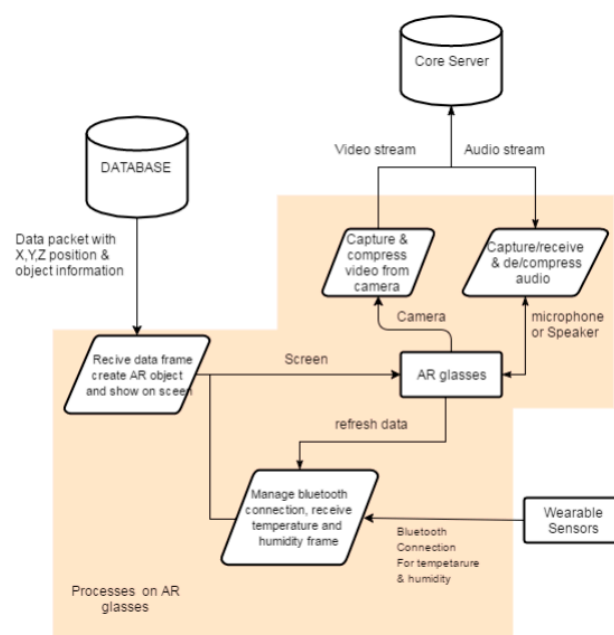 Core Server
Video stream
Audio stream
DATABASE
Data packet with
X,Y,Z position &
object information
Capture &
compress
video from
camera
Capture/receive
& de/compress
audio
Camera
microphone
or Speaker
Recive data frame
create AR object
and show on sceen
Screen
AR glasses
refresh data
Manage bluetooth
connection, receive
temperature and
humidity frame
Wearable
Sensors
Bluetooth
Connection
For tempetarure
& humidity
Processes on AR
glasses